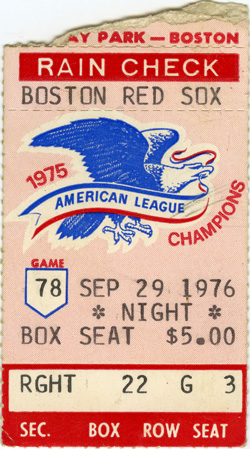 AY PARK — BOSTON
RAIN CHECK
BOSTON RED SOX
1975
AMERICAN LEAGUE
CHAMPIONS
GAME
78 SEP 29 1976
* NIGHT *
BOX SEAT $5.00
RGHT 22 G 3
SEC. BOX ROW SEAT